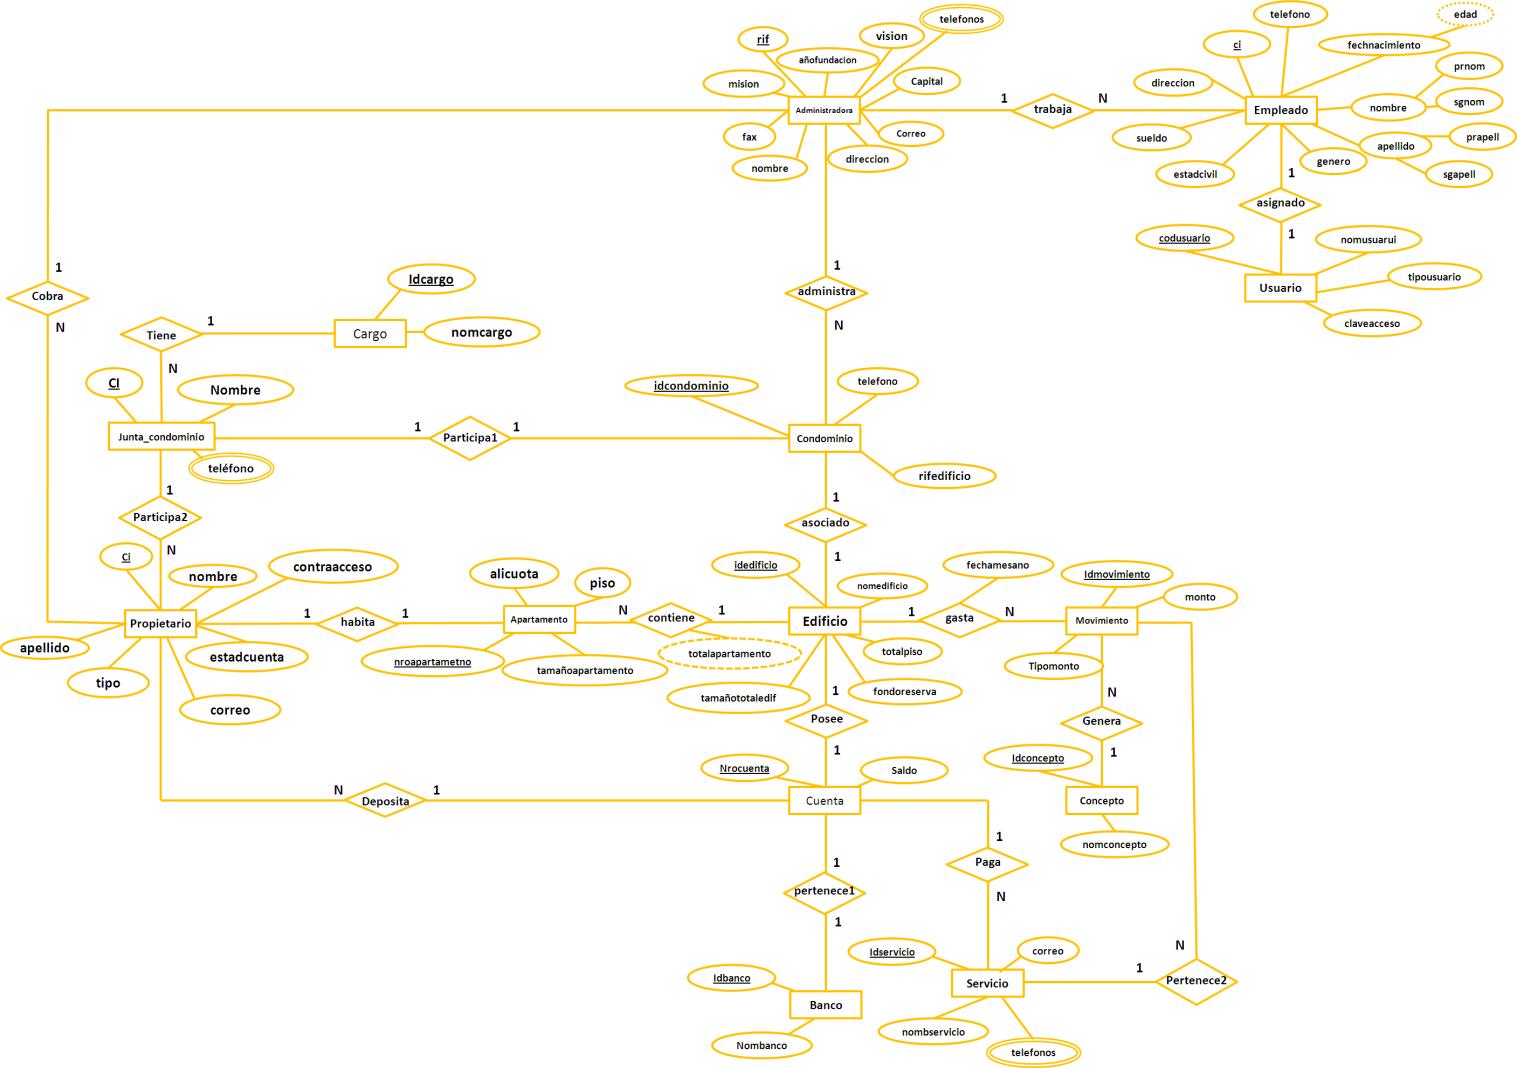 telefonos
rif
vision
añofundacion
mision
Capital
Administradora
fax
Correo
nombre
direccion
1
trabaja
N
telefono
edad
ci
fechnacimiento
prnom
direccion
nombre
sgnom
Empleado
sueldo
apellido
prapell
estadcivil
genero
sgapell
1
asignado
1
codusuario
nomusuarui
Usuario
tipousuario
claveacceso
1
Cobra
N
1
administra
N
Idcargo
Tiene
1
Cargo
nomcargo
N
CI
Nombre
Junta_condominio
teléfono
1
Participa1
1
idcondominio
telefono
Condominio
rifedificio
1
Participa2
N
1
asociado
1
Ci
nombre
contraacceso
Propietario
apellido
estadcuenta
tipo
correo
1
habita
1
alicuota
piso
Apartamento
nroapartametno
tamañoapartamento
N
contiene
1
totalapartamento
idedificio
nomedificio
Edificio
totalpiso
tamañototaledif
fondoreserva
fechamesano
1
gasta
N
Idmovimiento
monto
Movimiento
Tipomonto
N
Genera
1
Idconcepto
Concepto
nomconcepto
1
Posee
1
Nrocuenta
Saldo
Cuenta
N
Deposita
1
1
Paga
N
1
pertenece1
1
Idbanco
Banco
Nombanco
Idservicio
correo
Servicio
nombservicio
telefonos
1
Pertenece2
N